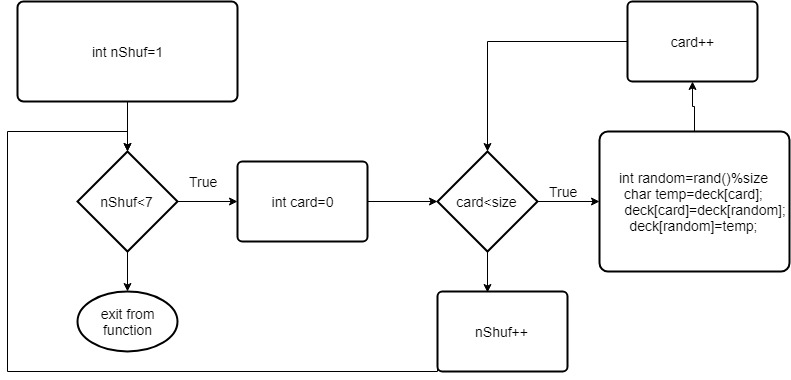 int nShuf=1
card++
nShuf<7
True
int card=0
card<size
True
int random=rand()%size
char temp=deck[card];
deck[card]=deck[random];
deck[random]=temp;
exit from
function
nShuf++